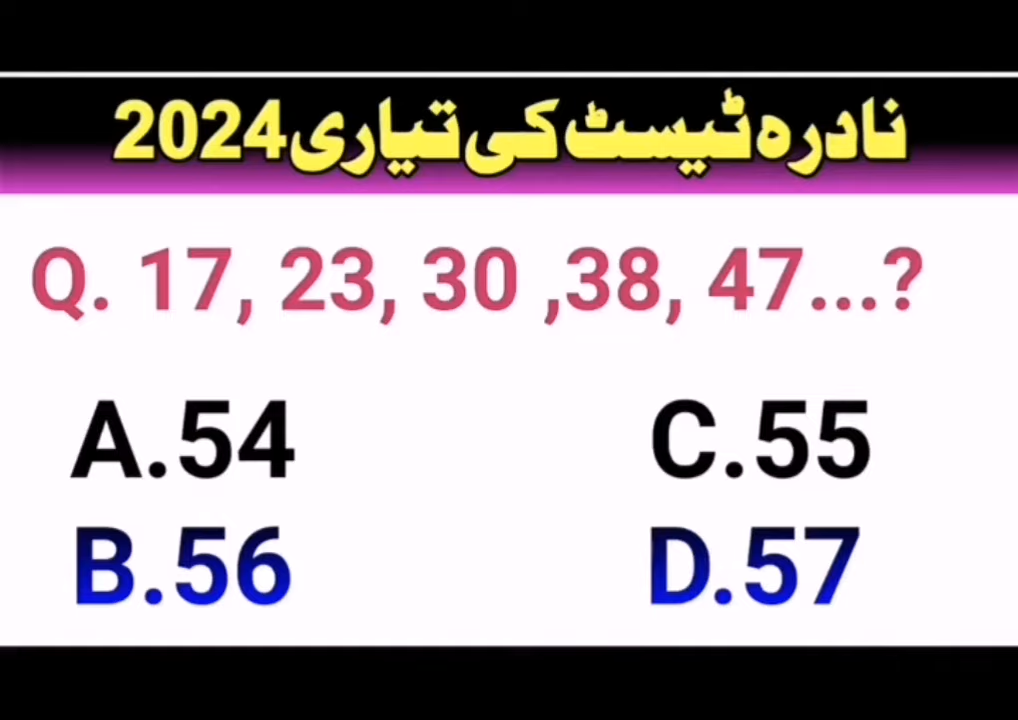 نادرہ ٹیسٹ کی تیاری 2024
Q. 17, 23, 30 ,38, 47...?
A.54 C.55
B.56 D.57